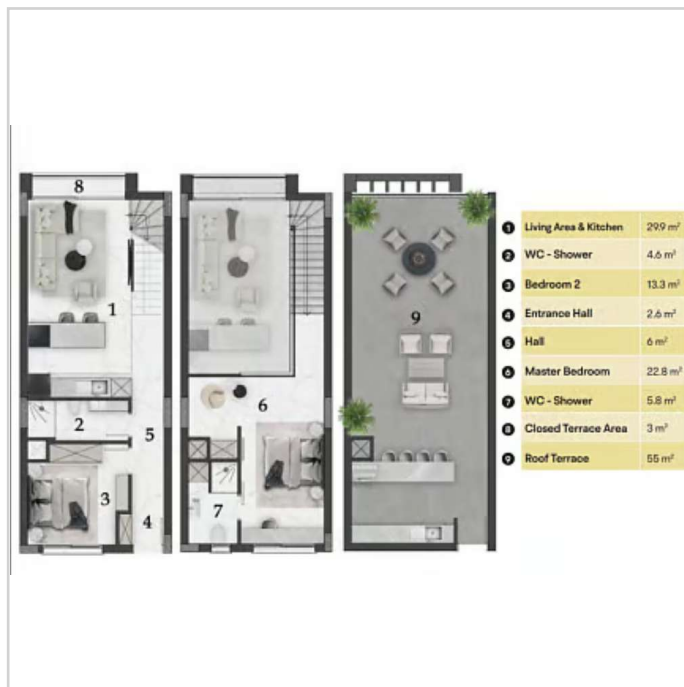 8
1
2
5
3
4
6
7
9
1 Living Area & Kitchen 29.9 m²
2 WC - Shower 4.6 m²
3 Bedroom 2 13.3 m²
4 Entrance Hall 2.6 m²
5 Hall 6 m²
6 Master Bedroom 22.8 m²
7 WC - Shower 5.8 m²
8 Closed Terrace Area 3 m²
9 Roof Terrace 55 m²